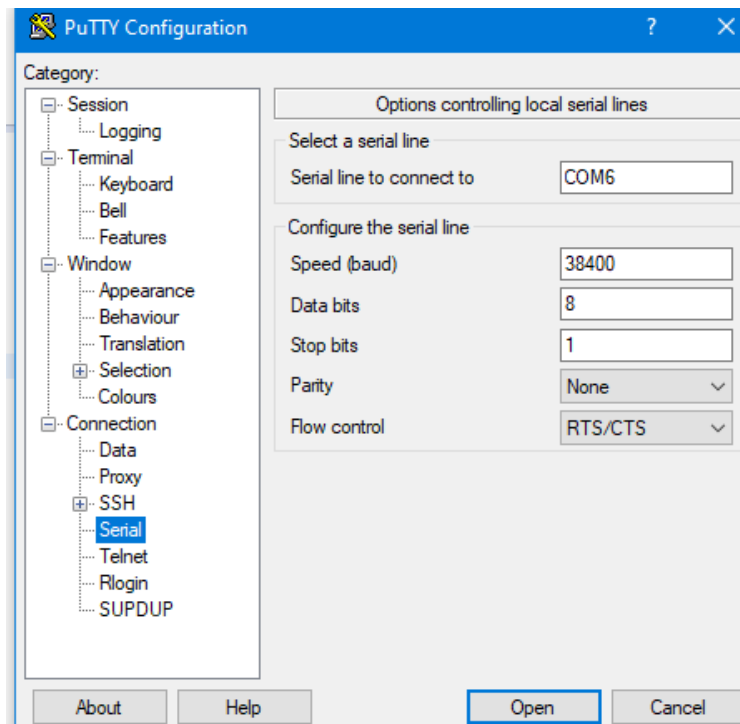 PuTTY Configuration
?
Category:
Session
Logging
Terminal
Keyboard
Bell
Features
Window
Appearance
Behaviour
Translation
Selection
Colours
Connection
Data
Proxy
SSH
Serial
Telnet
Rlogin
SUPDUP
Options controlling local serial lines
Select a serial line
Serial line to connect to COM6
Configure the serial line
Speed (baud) 38400
Data bits 8
Stop bits 1
Parity None
Flow control RTS/CTS
About Help Open Cancel